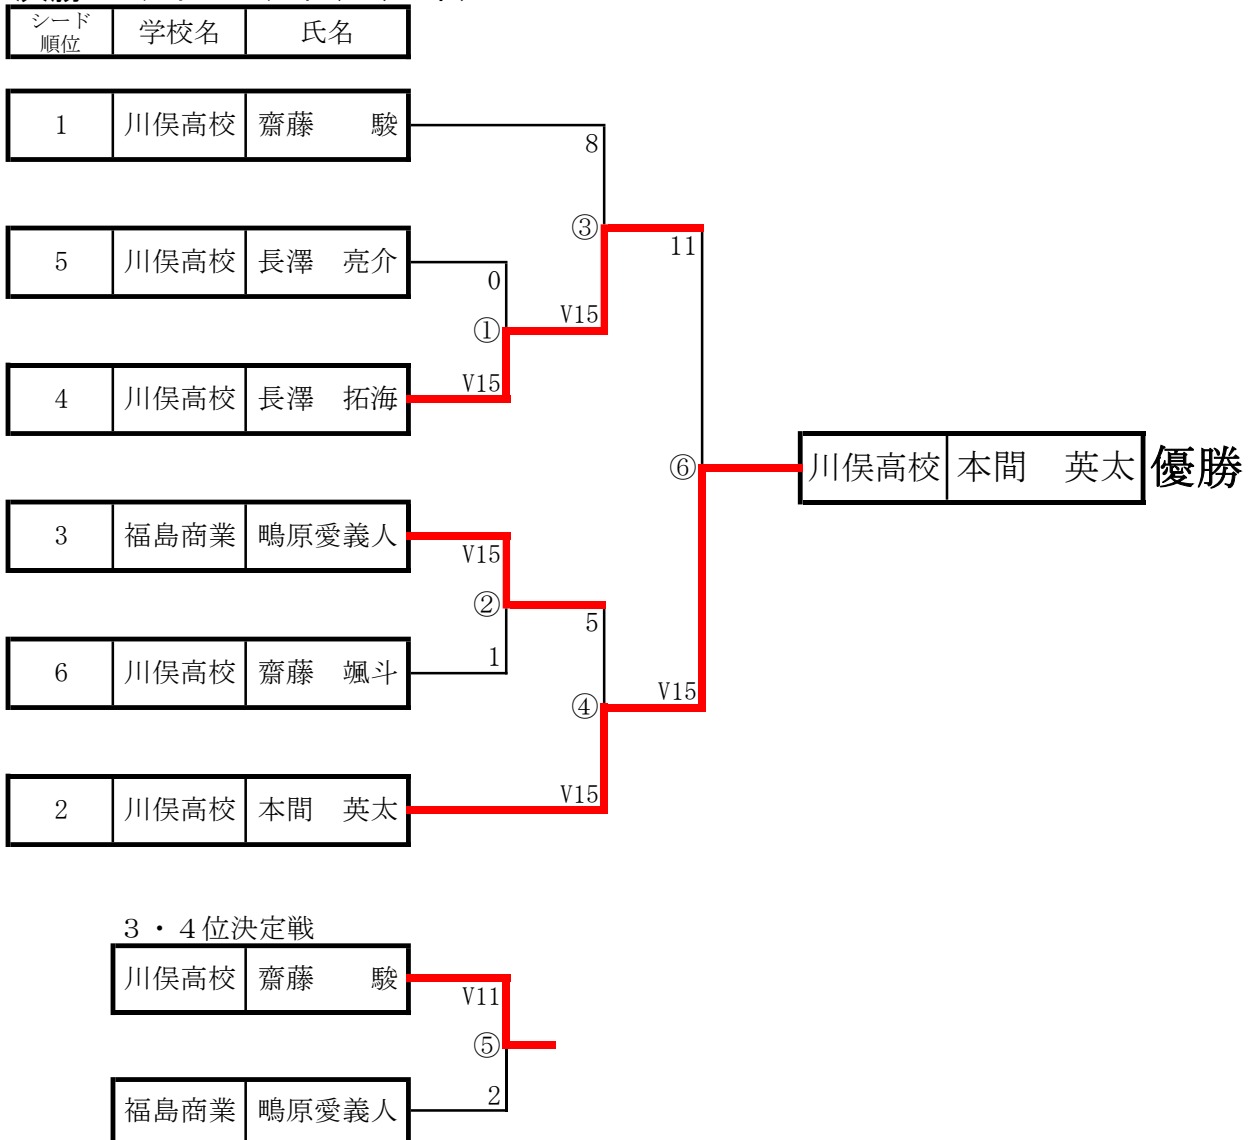 シード順位 学校名 氏名
1 川俣高校 齋藤　駿
8
③
11
5 川俣高校 長澤　亮介
0
V15
①
4 川俣高校 長澤　拓海
V15
⑥
川俣高校 本間　英太 優勝
3 福島商業 鴫原愛義人
V15
②
5
6 川俣高校 齋藤　颯斗
1
V15
④
2 川俣高校 本間　英太
V15
３・４位決定戦
川俣高校 齋藤　駿
V11
⑤
福島商業 鴫原愛義人
2